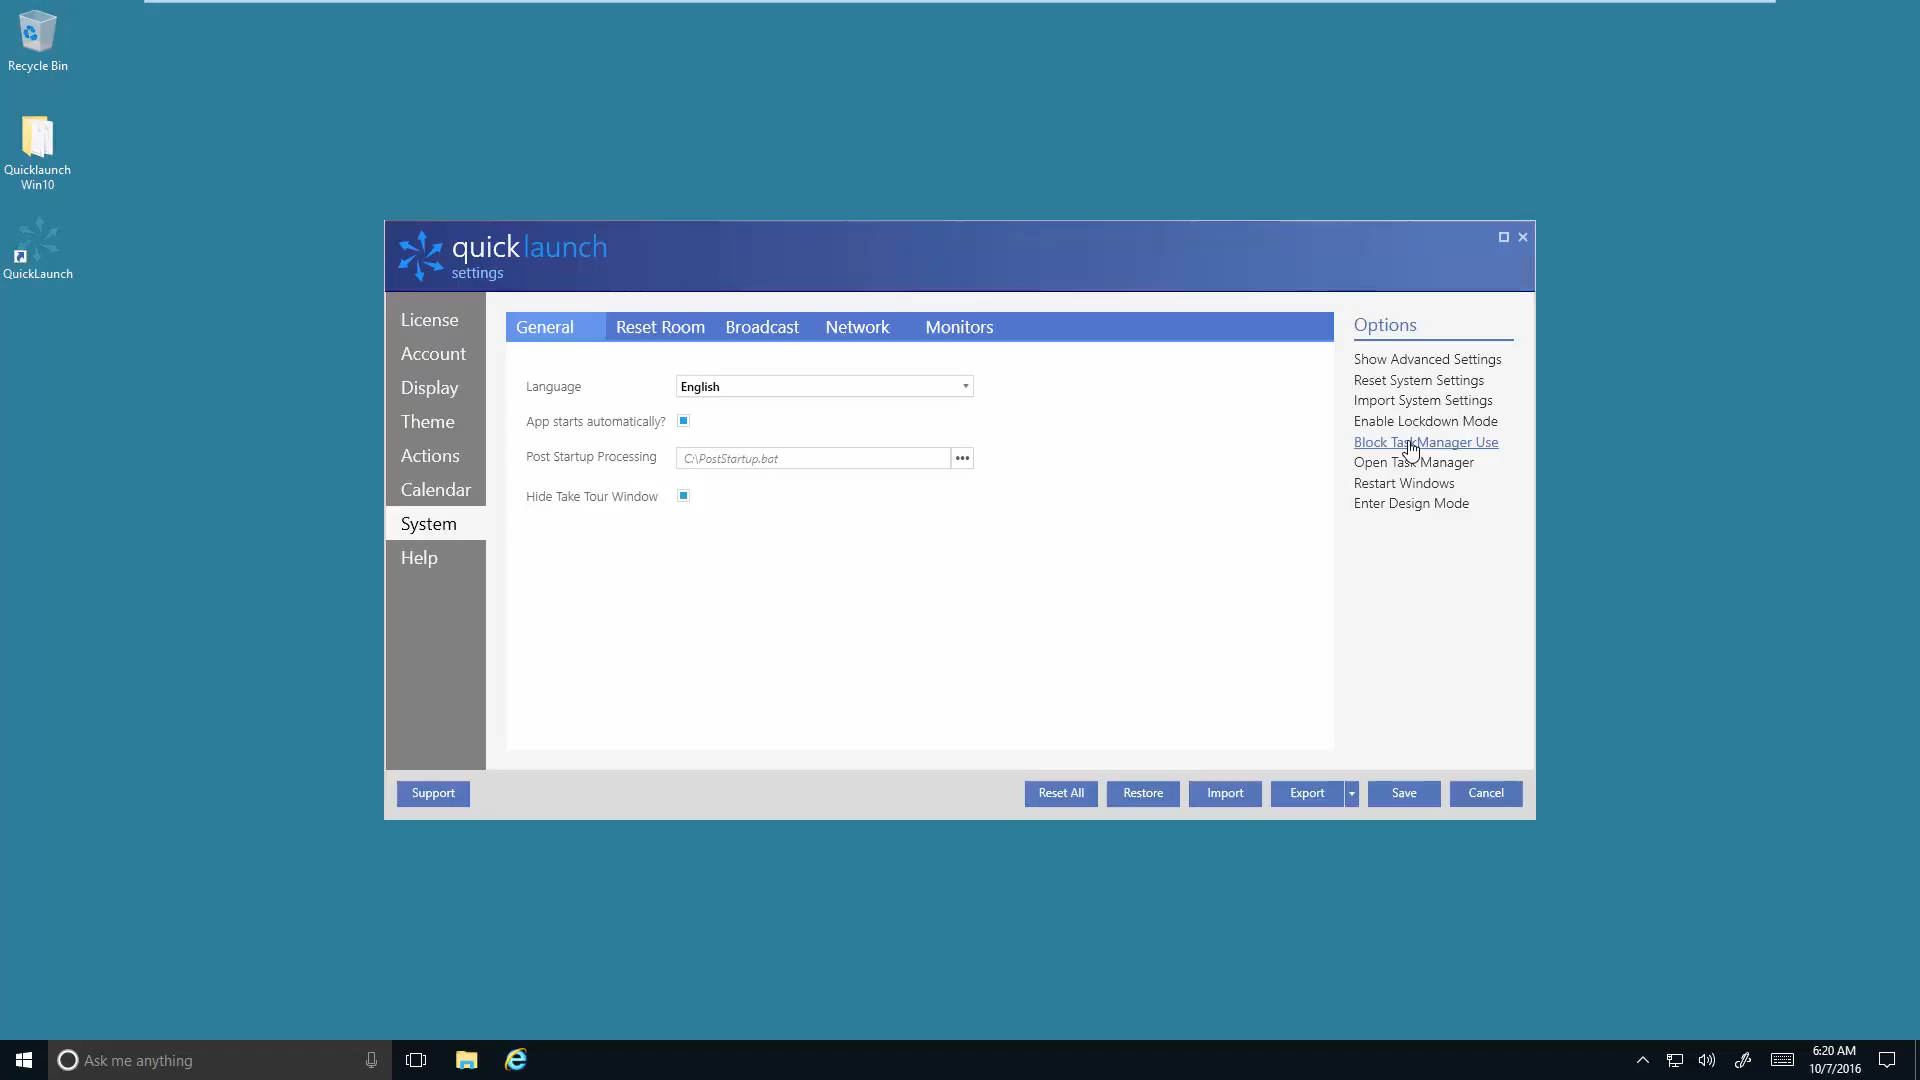 Recycle Bin
Quicklaunch
Win10
QuickLaunch
quick launch
settings
License
Account
Display
Theme
Actions
Calendar
System
Help
General Reset Room Broadcast Network Monitors
Language English
App starts automatically?
Post Startup Processing C:\PostStartup.bat •••
Hide Take Tour Window
Options
Show Advanced Settings
Reset System Settings
Import System Settings
Enable Lockdown Mode
Block TaskManager Use
Open Task Manager
Restart Windows
Enter Design Mode
Support Reset All Restore Import Export Save Cancel
Ask me anything
6:20 AM
10/7/2016